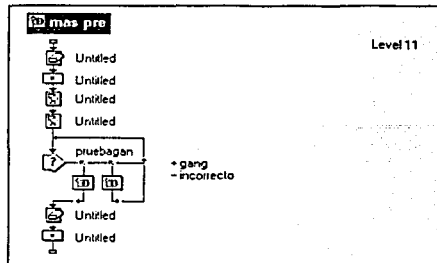 mas pre
Level 11
Untitled
Untitled
Untitled
Untitled
pruebagan
?
+ gang
- incorrecto
Untitled
Untitled